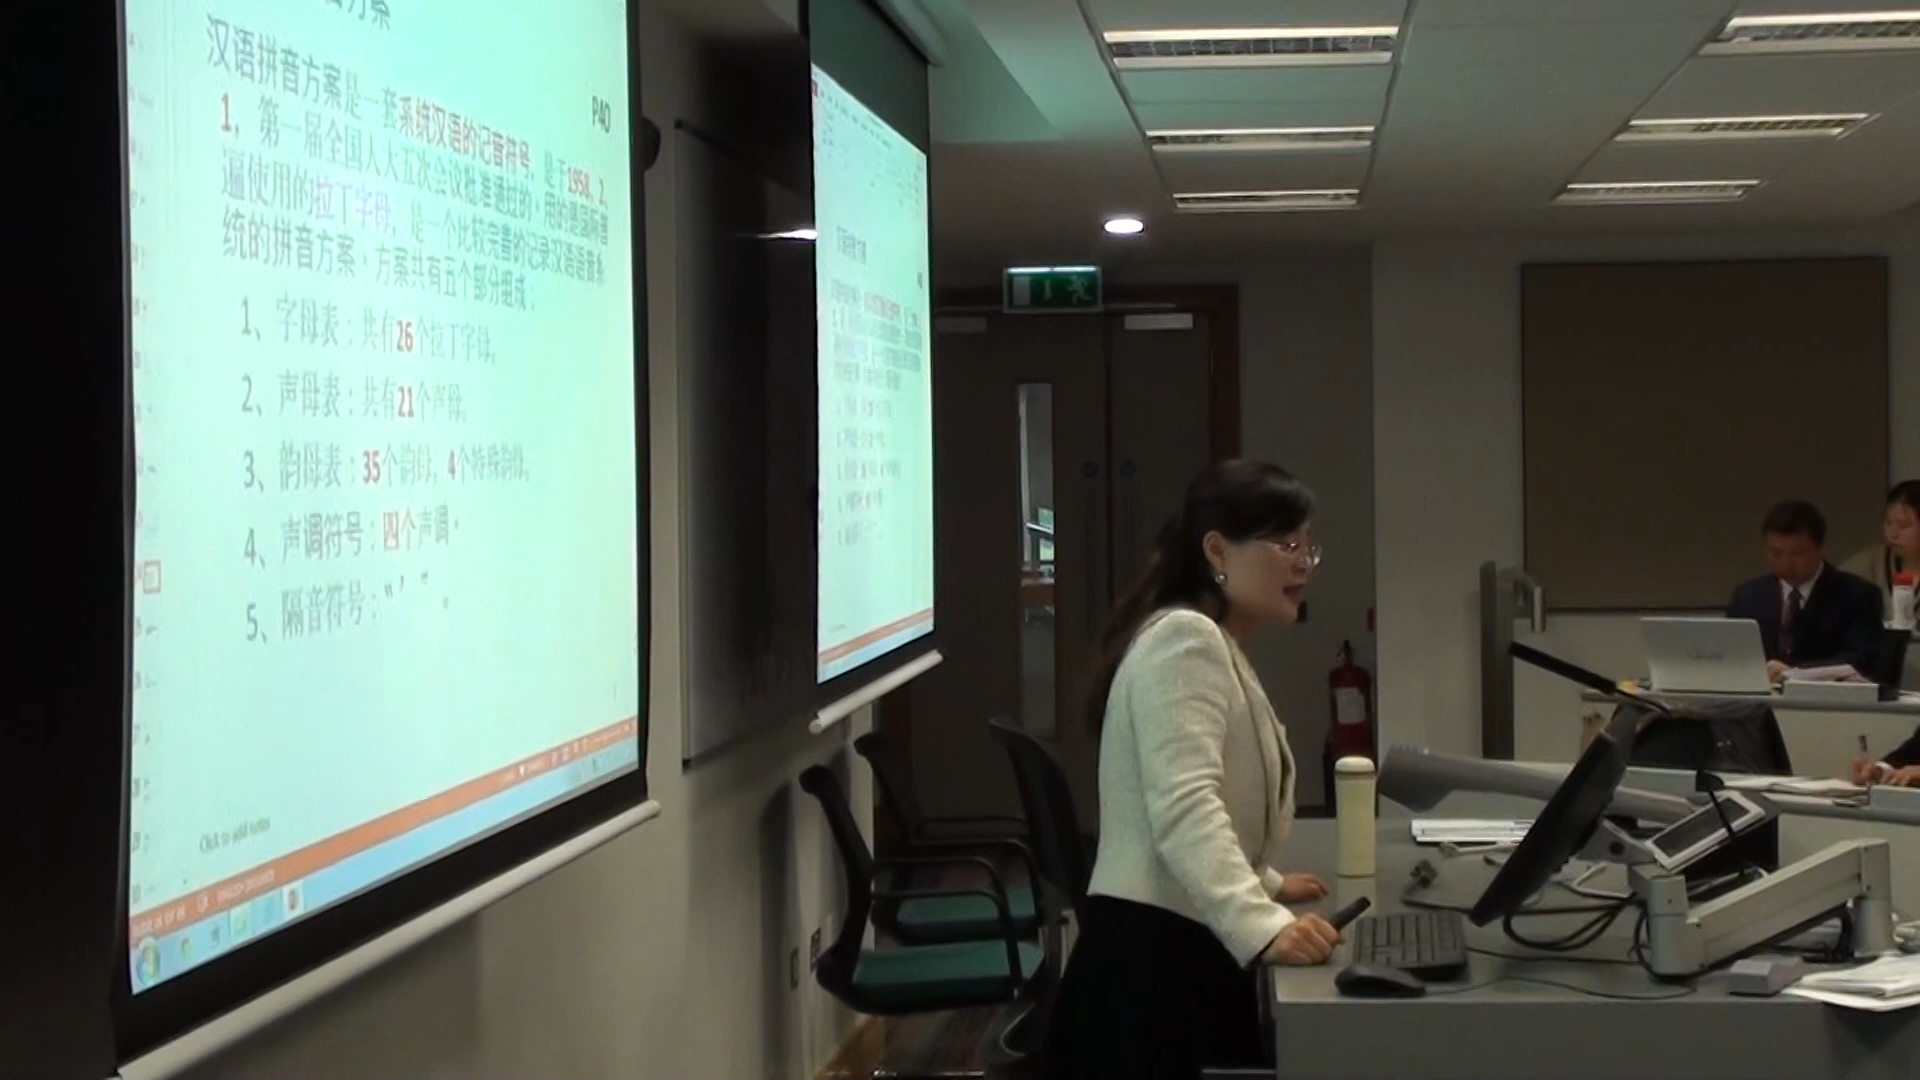 方案
汉语拼音方案是一套系统汉语的记音符号，是于1958, 2,
P40
1，第一届全国人大五次会议批准通过的。用的是国际普
遍使用的拉丁字母，是一个比较完善的记录汉语语音系
统的拼音方案。方案共有五个部分组成：
1、字母表：共有26个拉丁字母。
2、声母表：共有21个声母。
3、韵母表：35个韵母，4个特殊韵母。
4、声调符号：四个声调。
5、隔音符号：“ ’ ”。
Click to add notes